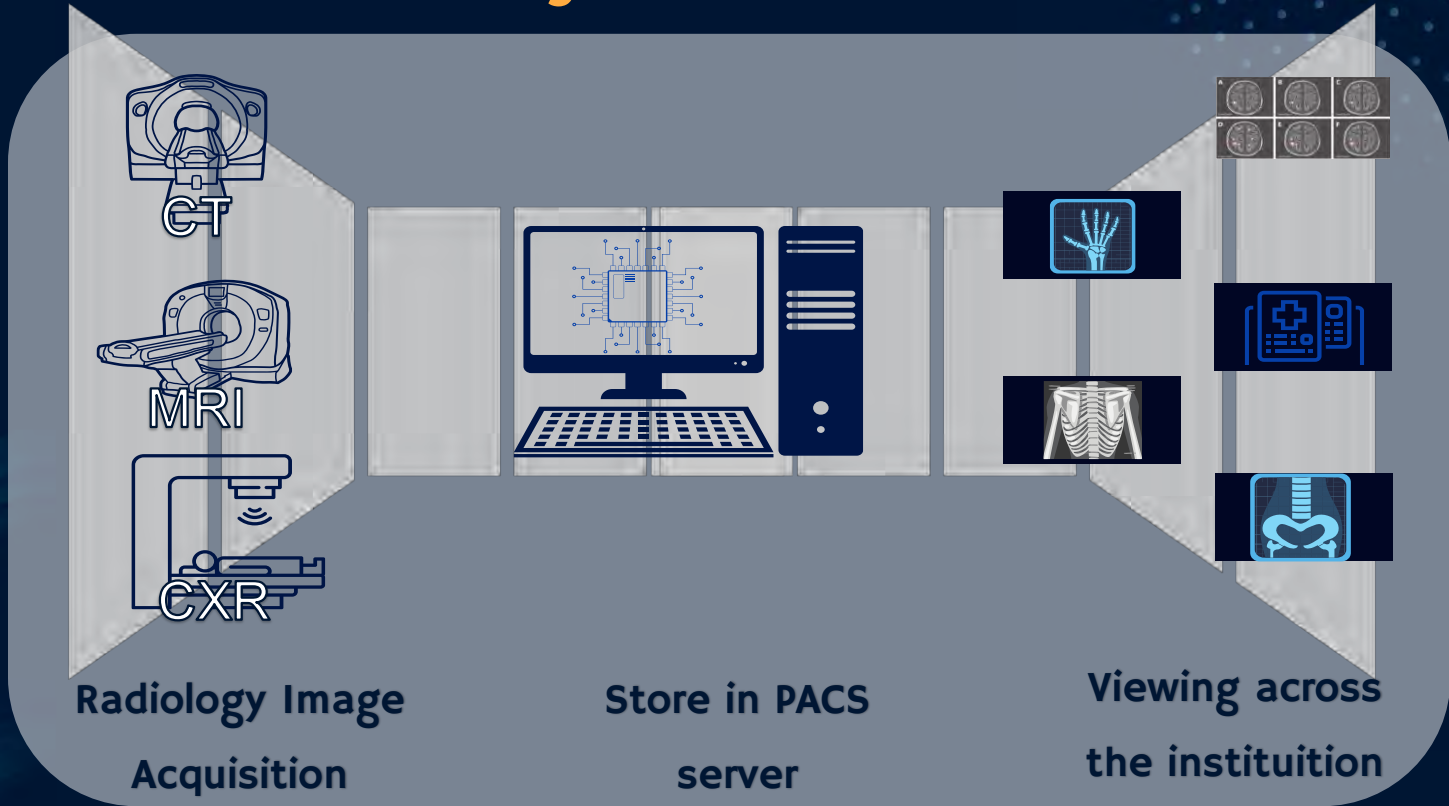 CT
MRI
CXR
Radiology Image
Acquisition
Store in PACS
server
Viewing across
the instituition